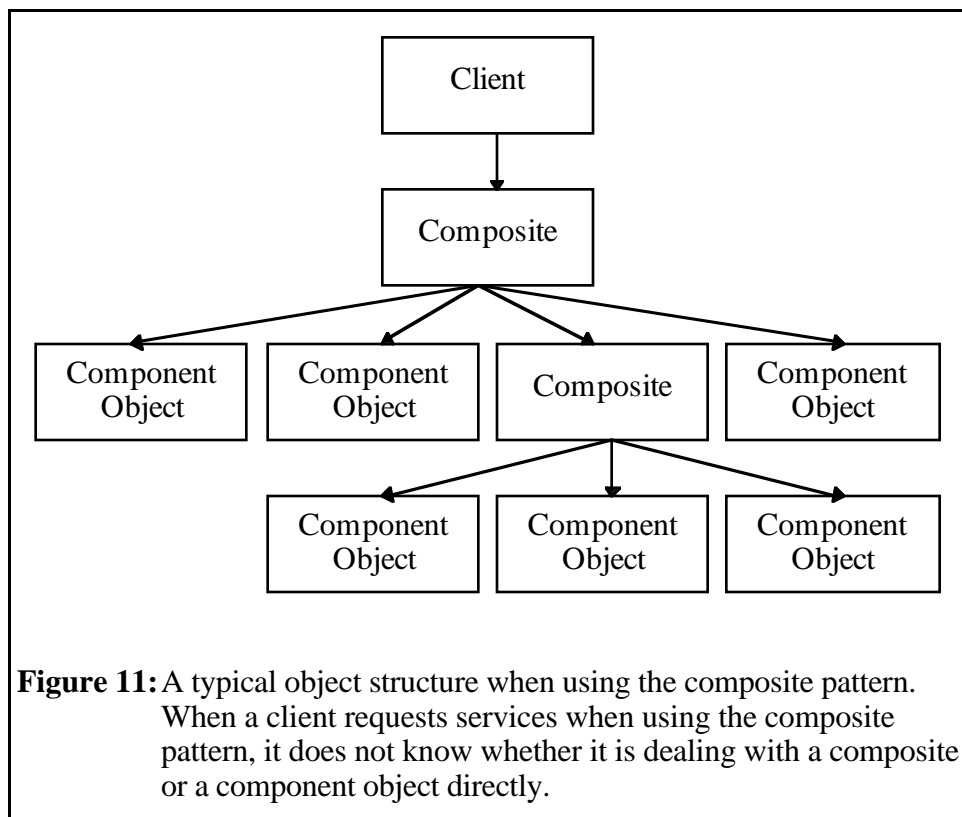 Client
Composite
Component
Object
Component
Object
Composite
Component
Object
Component
Object
Component
Object
Component
Object
Figure 11: A typical object structure when using the composite pattern.
When a client requests services when using the composite
pattern, it does not know whether it is dealing with a composite
or a component object directly.